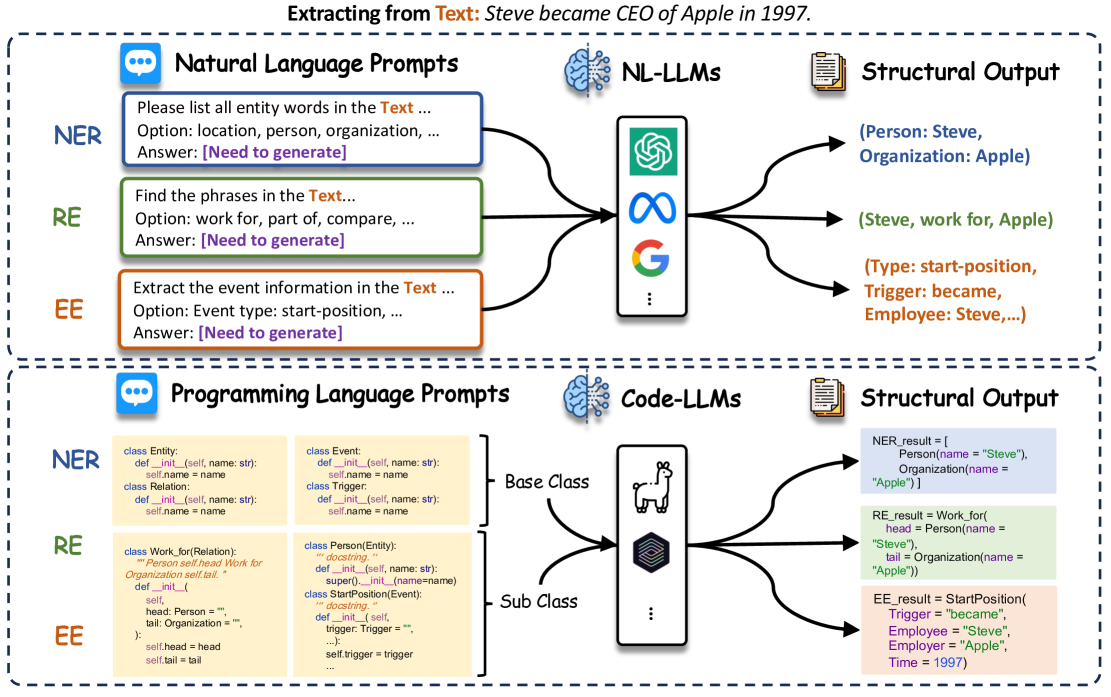 Extracting from Text: Steve became CEO of Apple in 1997.
Natural Language Prompts
NL-LLMs
Structural Output
NER
Please list all entity words in the Text ...
Option: location, person, organization, ...
Answer: [Need to generate]
(Person: Steve,
Organization: Apple)
RE
Find the phrases in the Text...
Option: work for, part of, compare, ...
Answer: [Need to generate]
(Steve, work for, Apple)
EE
Extract the event information in the Text ...
Option: Event type: start-position, ...
Answer: [Need to generate]
(Type: start-position,
Trigger: became,
Employee: Steve,...)
Programming Language Prompts
Code-LLMs
Structural Output
NER
RE
EE
class Entity:
def __init__(self, name: str):
self.name = name
class Relation:
def __init__(self, name: str):
self.name = name
class Event:
def __init__(self, name: str):
self.name = name
class Trigger:
def __init__(self, name: str):
self.name = name
Base Class
class Work_for(Relation):
""" Person self.head Work for
Organization self.tail. "
def __init__(
self,
head: Person = "",
tail: Organization = "",
):
self.head = head
self.tail = tail
class Person(Entity):
''' docstring. ''
def __init__(self, name: str):
super().__init__(name=name)
class StartPosition(Event):
''' docstring. ''
def __init__( self,
trigger: Trigger = "",
...):
self.trigger = trigger
...
Sub Class
NER_result = [
Person(name = "Steve"),
Organization(name =
"Apple") ]
RE_result = Work_for(
head = Person(name =
"Steve"),
tail = Organization(name =
"Apple"))
EE_result = StartPosition(
Trigger = "became",
Employee = "Steve",
Employer = "Apple",
Time = 1997)